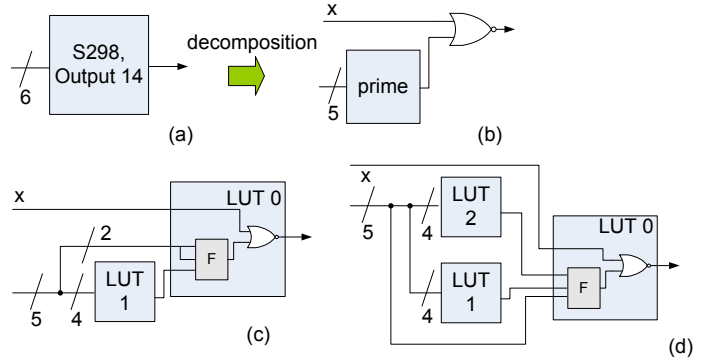 S298,
Output 14
6
(a)
decomposition
x
prime
5
(b)
x
LUT 0
2
F
LUT
1
5
4
(c)
x
5
4
LUT
2
LUT 0
F
4
LUT
1
(d)